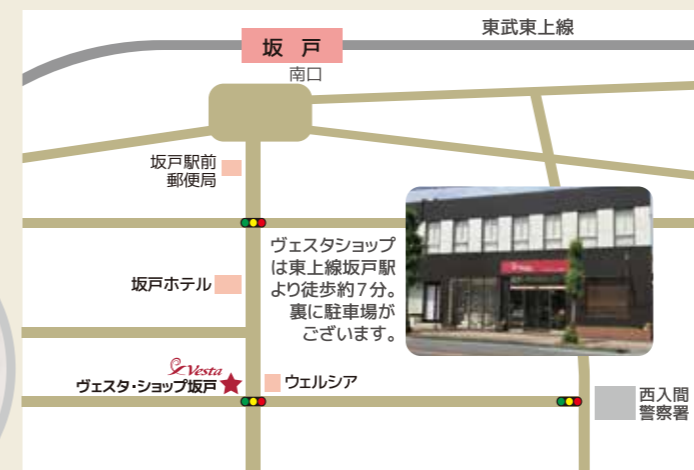 東武東上線
坂 戸
南口
坂戸駅前
郵便局
ヴェスタショップ
は東上線坂戸駅
より徒歩約7分。
裏に駐車場が
ございます。
坂戸ホテル
Vesta
ヴェスタ・ショップ坂戸
ウェルシア
西入間
警察署